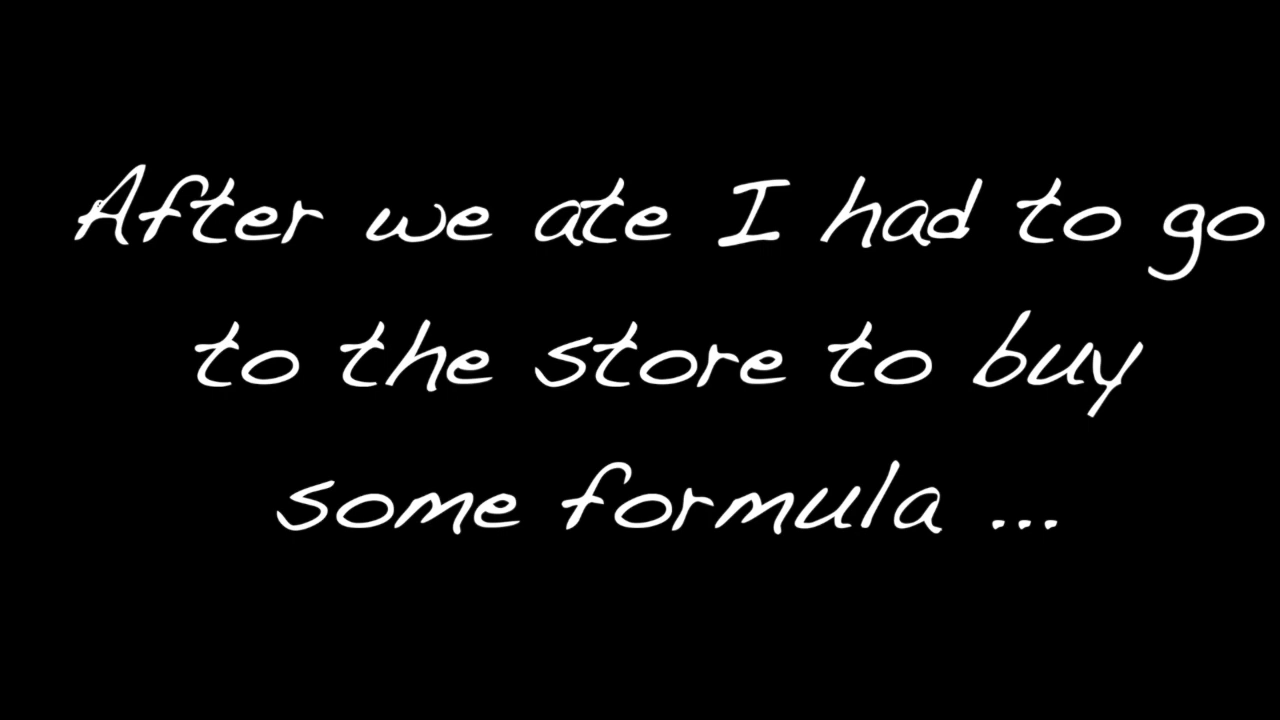 After we ate I had to go
to the store to buy
some formula ...